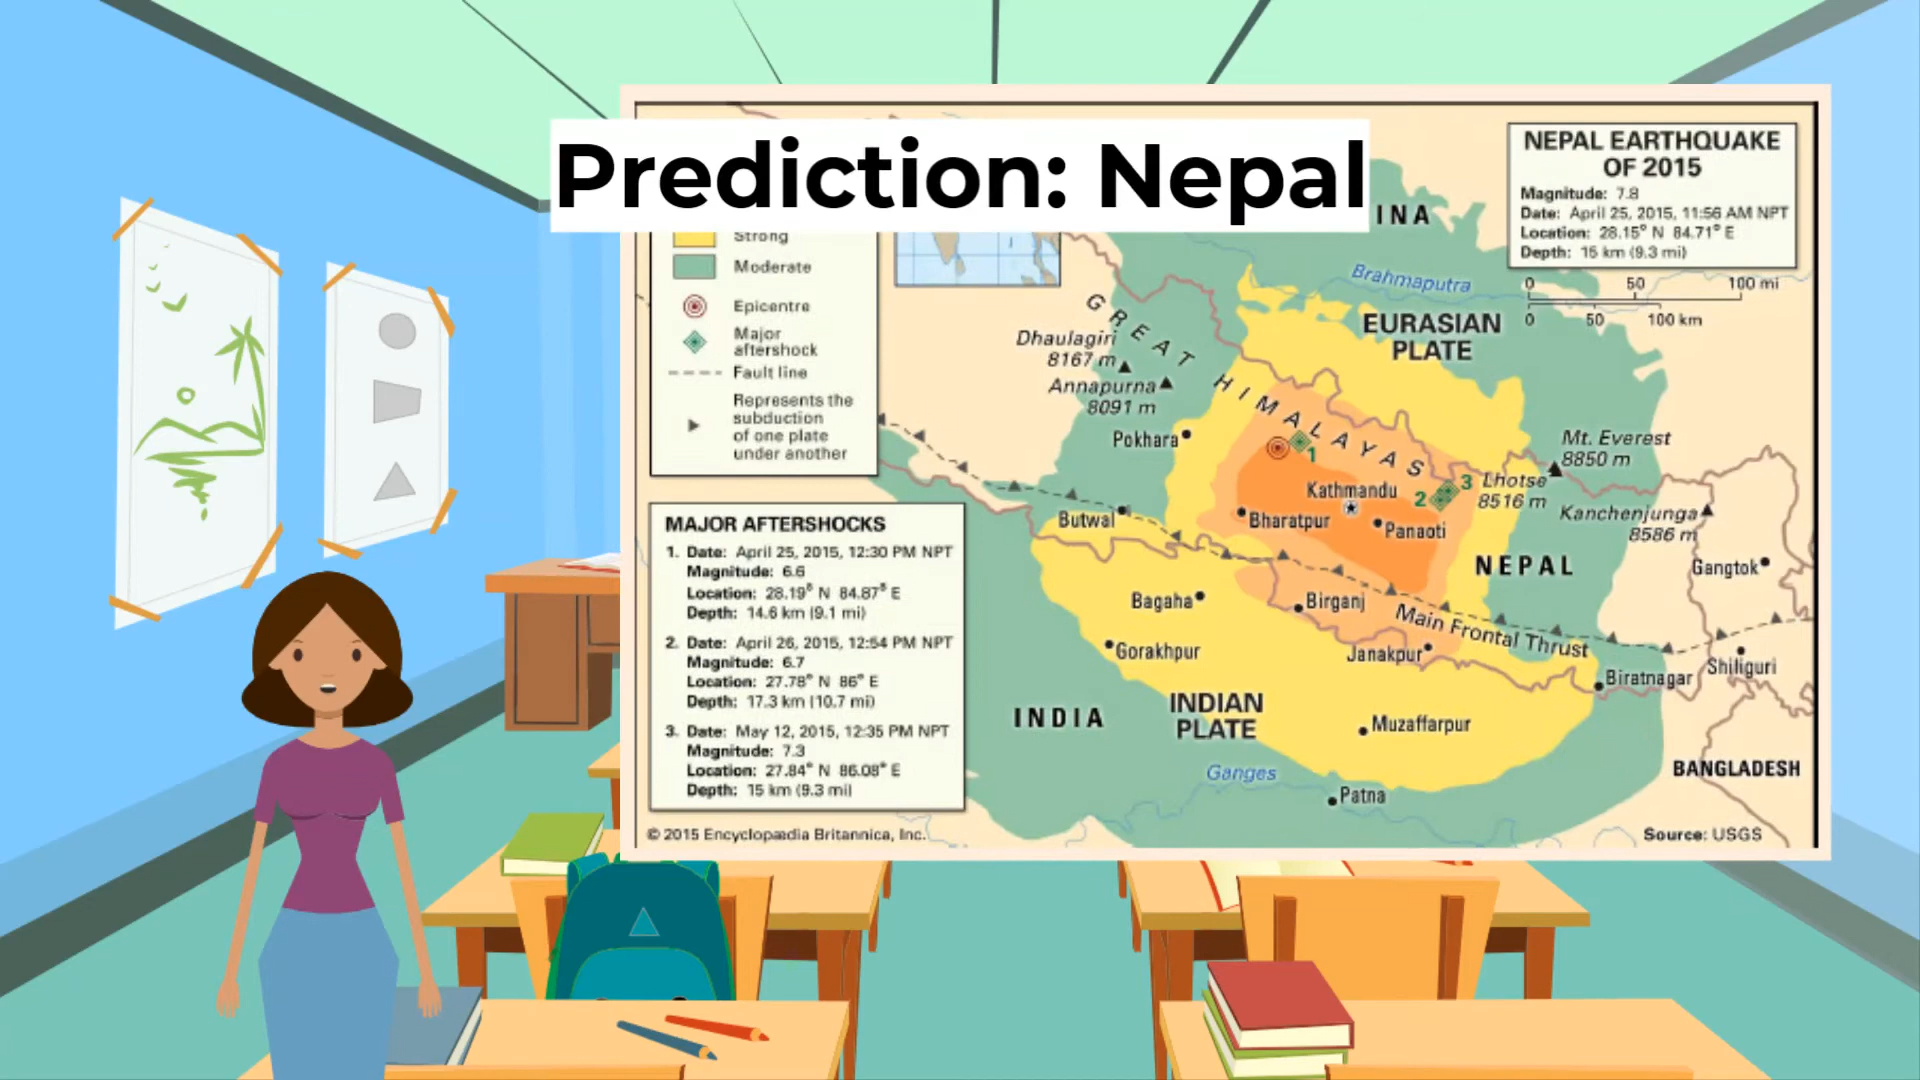 Prediction: Nepal
INA
NEPAL EARTHQUAKE
OF 2015
Magnitude: 7.8
Date: April 25, 2015, 11:56 AM NPT
Location: 28.15° N 84.71° E
Depth: 15 km (9.3 mi)
0 50 100 mi
0 50 100 km
Strong
Moderate
Epicentre
Major
aftershock
Fault line
Represents the
subduction
of one plate
under another
Brahmaputra
EURASIAN
PLATE
GREAT HIMALAYAS
Dhaulagiri
8167 m
Annapurna
8091 m
Pokhara
1
Mt. Everest
8850 m
Lhotse
8516 m
2
3
Kanchenjunga
8586 m
Kathmandu
Bharatpur
Panaoti
Butwal
NEPAL
Gangtok
Bagaha
Birganj
Main Frontal Thrust
Gorakhpur
Janakpur
Shiliguri
Biratnagar
INDIA
INDIAN
PLATE
Muzaffarpur
BANGLADESH
Ganges
Patna
MAJOR AFTERSHOCKS
1. Date: April 25, 2015, 12:30 PM NPT
Magnitude: 6.6
Location: 28.19° N 84.87° E
Depth: 14.6 km (9.1 mi)
2. Date: April 26, 2015, 12:54 PM NPT
Magnitude: 6.7
Location: 27.78° N 86° E
Depth: 17.3 km (10.7 mi)
3. Date: May 12, 2015, 12:35 PM NPT
Magnitude: 7.3
Location: 27.84° N 86.08° E
Depth: 15 km (9.3 mi)
© 2015 Encyclopædia Britannica, Inc.
Source: USGS